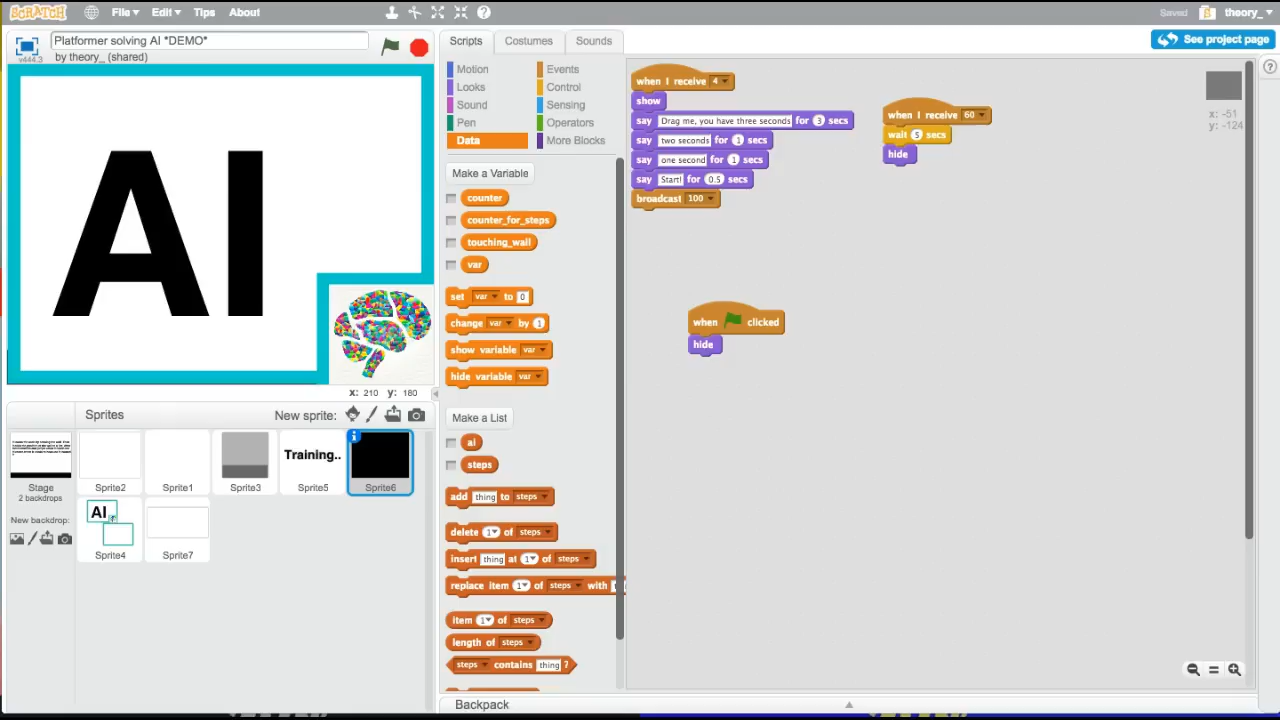 SCRATCH File Edit Tips About Saved theory_
Platformer solving AI *DEMO*
v444.3 by theory_ (shared)
Scripts Costumes Sounds See project page
AI
x: 210 y: 180
Sprites New sprite:
Stage
2 backdrops
New backdrop:
Sprite2
Sprite1
Sprite3
Training..
Sprite5
Sprite6
AI
Sprite4
Sprite7
Motion Events
Looks Control
Sound Sensing
Pen Operators
Data More Blocks
Make a Variable
counter
counter_for_steps
touching_wall
var
set var to 0
change var by 1
show variable var
hide variable var
Make a List
ai
steps
add thing to steps
delete 1 of steps
insert thing at 1 of steps
replace item 1 of steps with
item 1 of steps
length of steps
steps contains thing ?
when I receive 4
show
say Drag me, you have three seconds for 3 secs
say two seconds for 1 secs
say one second for 1 secs
say Start! for 0.5 secs
broadcast 100
when I receive 60
wait 5 secs
hide
when clicked
hide
x: -51
y: -124
Backpack